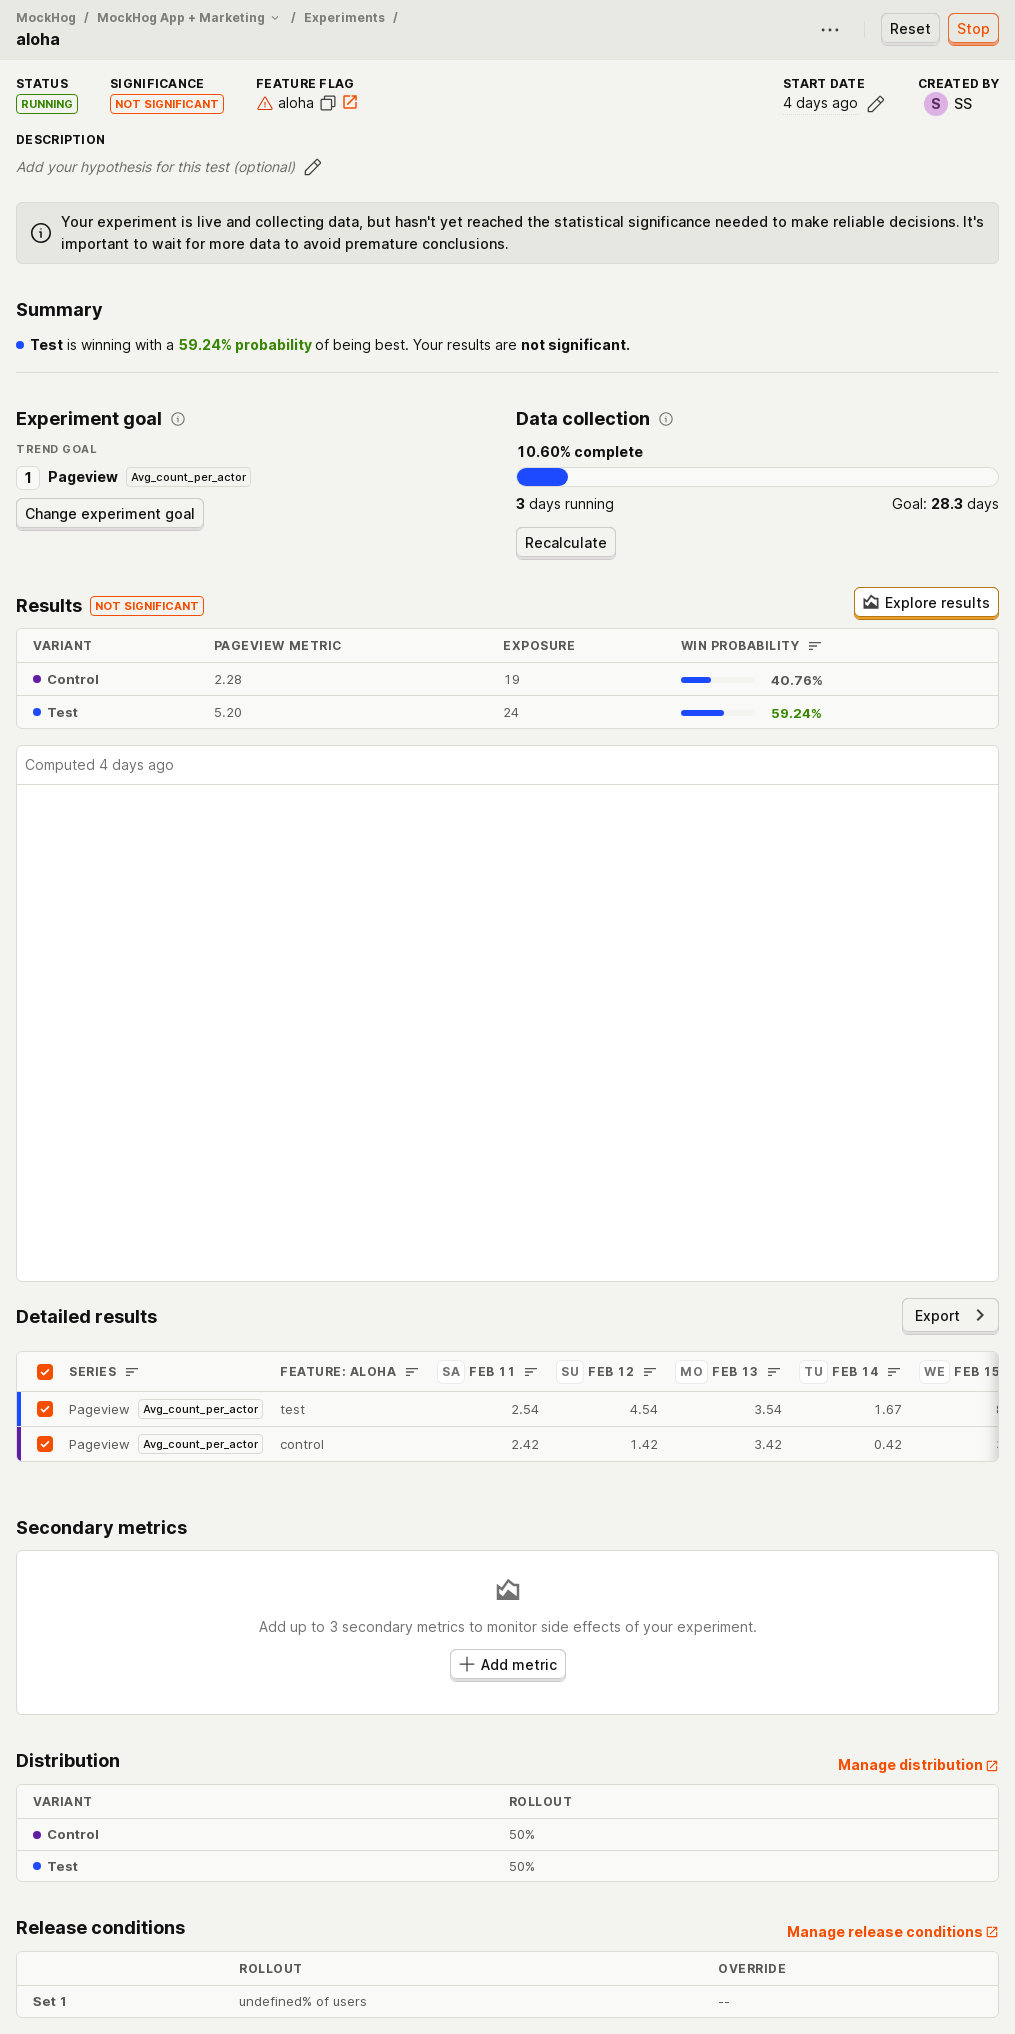 MockHog / MockHog App + Marketing / Experiments /
aloha
Reset
Stop
STATUS
RUNNING
SIGNIFICANCE
NOT SIGNIFICANT
FEATURE FLAG
aloha
START DATE
4 days ago
CREATED BY
S SS
DESCRIPTION
Add your hypothesis for this test (optional)
Your experiment is live and collecting data, but hasn't yet reached the statistical significance needed to make reliable decisions. It's
important to wait for more data to avoid premature conclusions.
Summary
Test is winning with a 59.24% probability of being best. Your results are not significant.
Experiment goal
TREND GOAL
1 Pageview Avg_count_per_actor
Change experiment goal
Data collection
10.60% complete
3 days running
Goal: 28.3 days
Recalculate
Results NOT SIGNIFICANT
Explore results
VARIANT PAGEVIEW METRIC EXPOSURE WIN PROBABILITY
Control 2.28 19 40.76%
Test 5.20 24 59.24%
Computed 4 days ago
Detailed results
Export
SERIES FEATURE: ALOHA SA FEB 11 SU FEB 12 MO FEB 13 TU FEB 14 WE FEB 15
Pageview Avg_count_per_actor test 2.54 4.54 3.54 1.67
Pageview Avg_count_per_actor control 2.42 1.42 3.42 0.42
Secondary metrics
Add up to 3 secondary metrics to monitor side effects of your experiment.
Add metric
Distribution
Manage distribution
VARIANT ROLLOUT
Control 50%
Test 50%
Release conditions
Manage release conditions
ROLLOUT OVERRIDE
Set 1 undefined% of users --